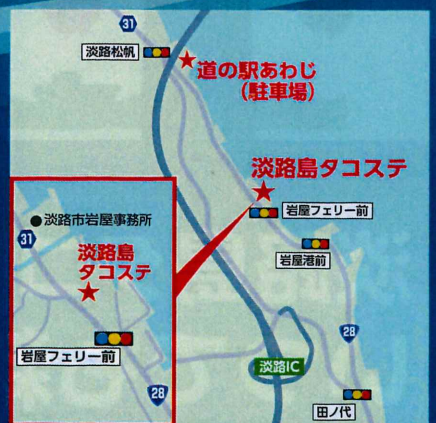 31
淡路松帆
道の駅あわじ
(駐車場)
淡路島タコステ
岩屋フェリー前
岩屋港前
28
淡路IC
田ノ代
淡路市岩屋事務所
31
淡路島
タコステ
岩屋フェリー前
28